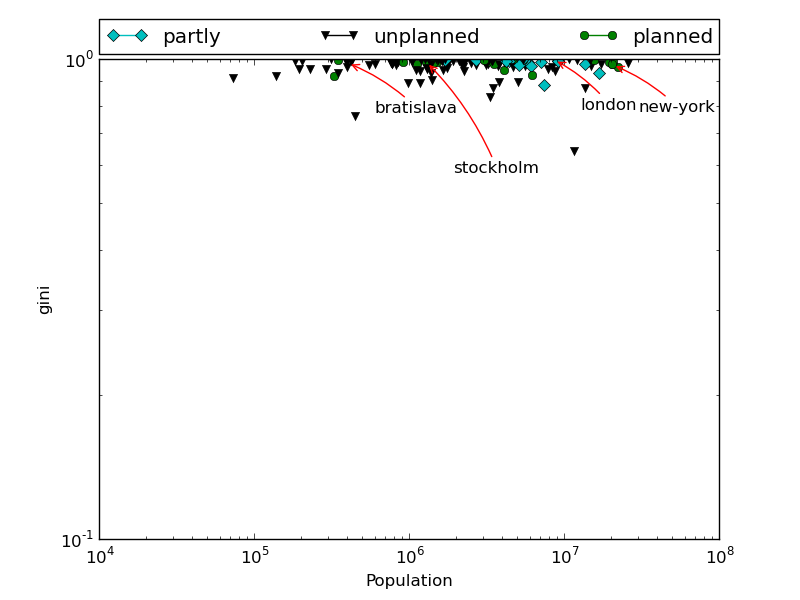 partly unplanned planned
10^0
bratislava london new-york
stockholm
gini
10^-1
10^4 10^5 10^6 10^7 10^8
Population